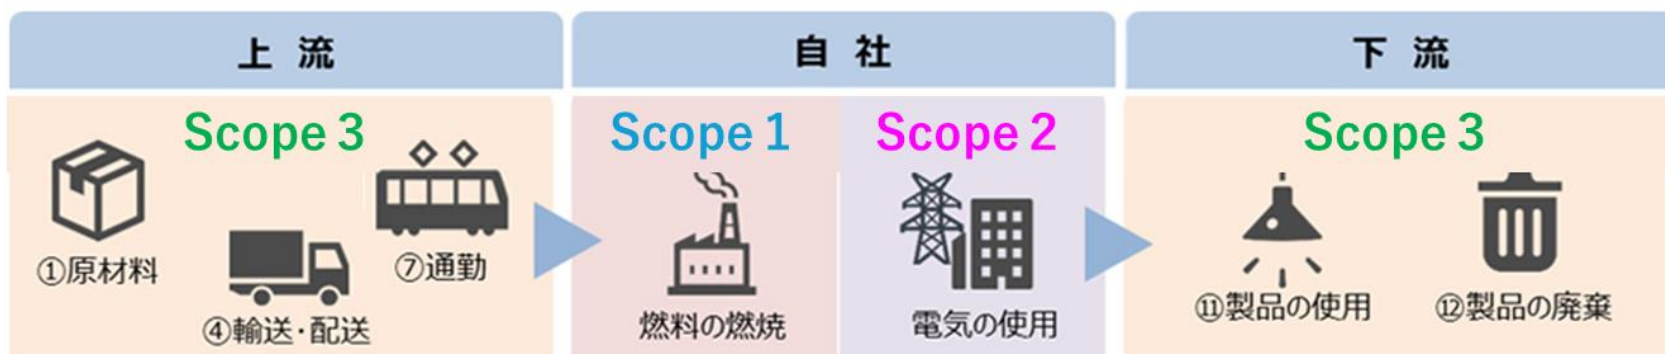 上 流
自 社
下 流
Scope 3
Scope 1
Scope 2
Scope 3
①原材料
④輸送・配送
⑦通勤
燃料の燃焼
電気の使用
⑪製品の使用
⑫製品の廃棄